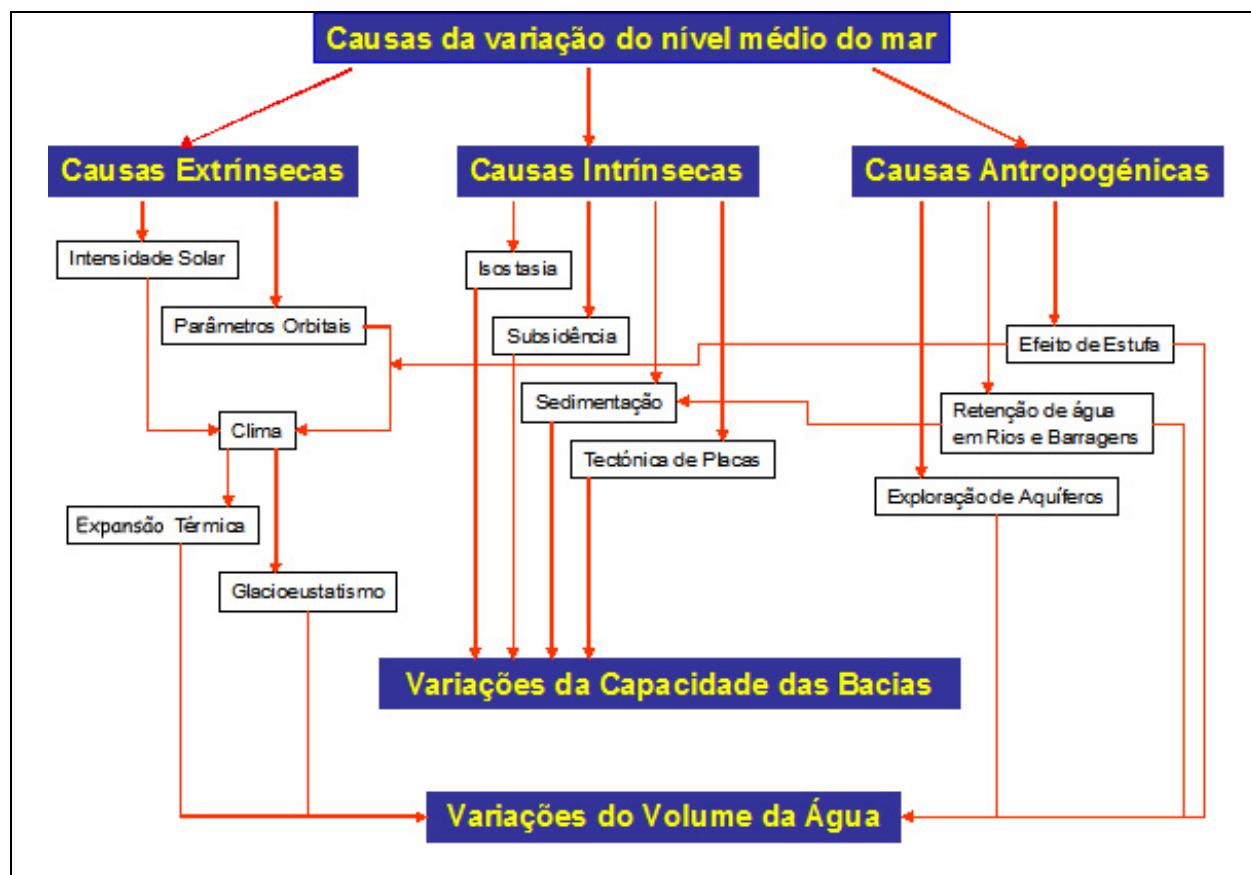 Causas da variação do nível médio do mar
Causas Extrínsecas
Causas Intrínsecas
Causas Antropogénicas
Intensidade Solar
Isostasia
Parâmetros Orbitais
Subsidência
Efeito de Estufa
Sedimentação
Retenção de água
em Rios e Barragens
Clima
Tectónica de Placas
Exploração de Aquíferos
Expansão Térmica
Glacioeustatismo
Variações da Capacidade das Bacias
Variações do Volume da Água